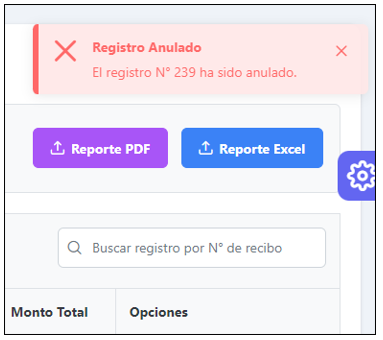 Registro Anulado
El registro N° 239 ha sido anulado.
Reporte PDF
Reporte Excel
Buscar registro por N° de recibo
Monto Total
Opciones